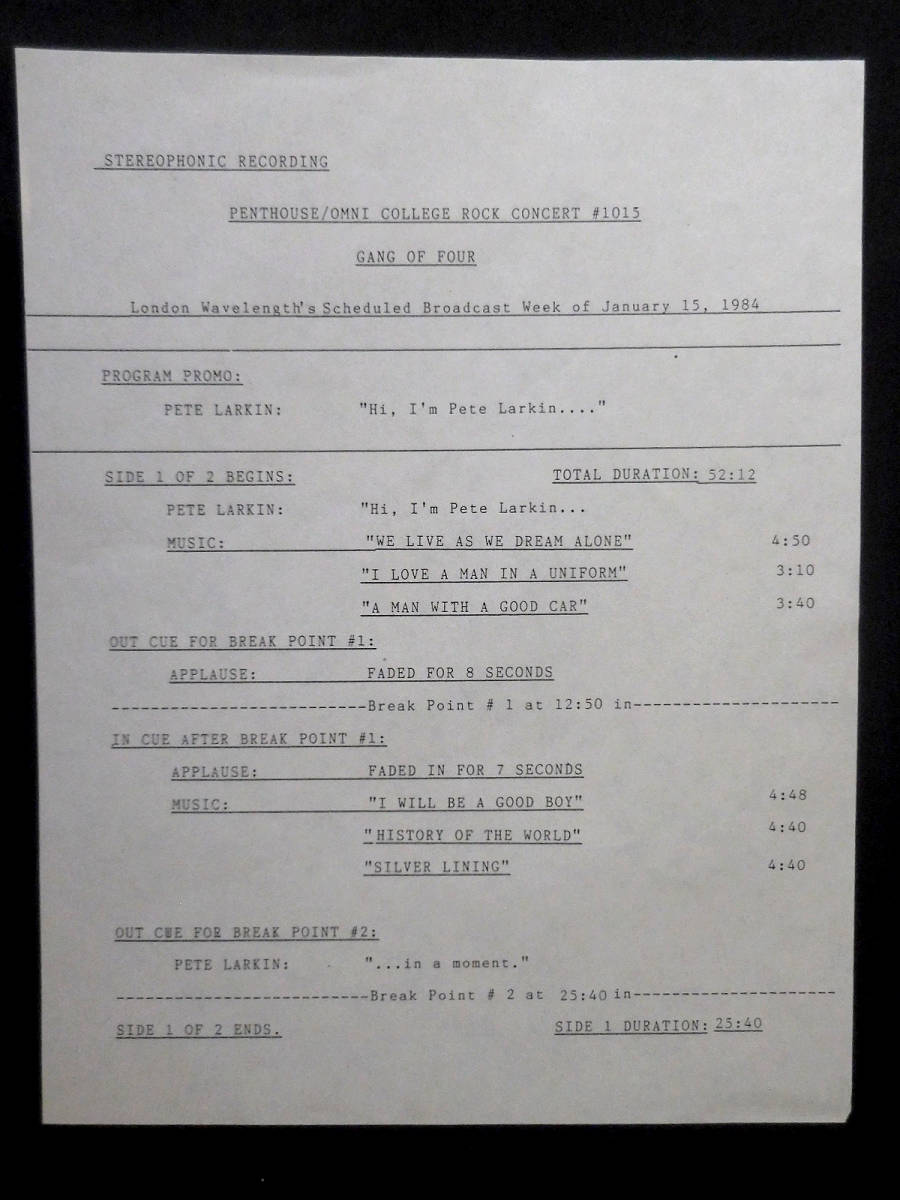 STEREOPHONIC RECORDING
PENTHOUSE/OMNI COLLEGE ROCK CONCERT #1015
GANG OF FOUR
London Wavelength's Scheduled Broadcast Week of January 15, 1984
PROGRAM PROMO:
PETE LARKIN: "Hi, I'm Pete Larkin...."
SIDE 1 OF 2 BEGINS: TOTAL DURATION: 52:12
PETE LARKIN: "Hi, I'm Pete Larkin...
MUSIC: "WE LIVE AS WE DREAM ALONE" 4:50
"I LOVE A MAN IN A UNIFORM" 3:10
"A MAN WITH A GOOD CAR" 3:40
OUT CUE FOR BREAK POINT #1:
APPLAUSE: FADED FOR 8 SECONDS
--------------------------Break Point # 1 at 12:50 in---------------------
IN CUE AFTER BREAK POINT #1:
APPLAUSE: FADED IN FOR 7 SECONDS
MUSIC: "I WILL BE A GOOD BOY" 4:48
"HISTORY OF THE WORLD" 4:40
"SILVER LINING" 4:40
OUT CUE FOR BREAK POINT #2:
PETE LARKIN: "...in a moment."
--------------------------Break Point # 2 at 25:40 in---------------------
SIDE 1 OF 2 ENDS. SIDE 1 DURATION: 25:40